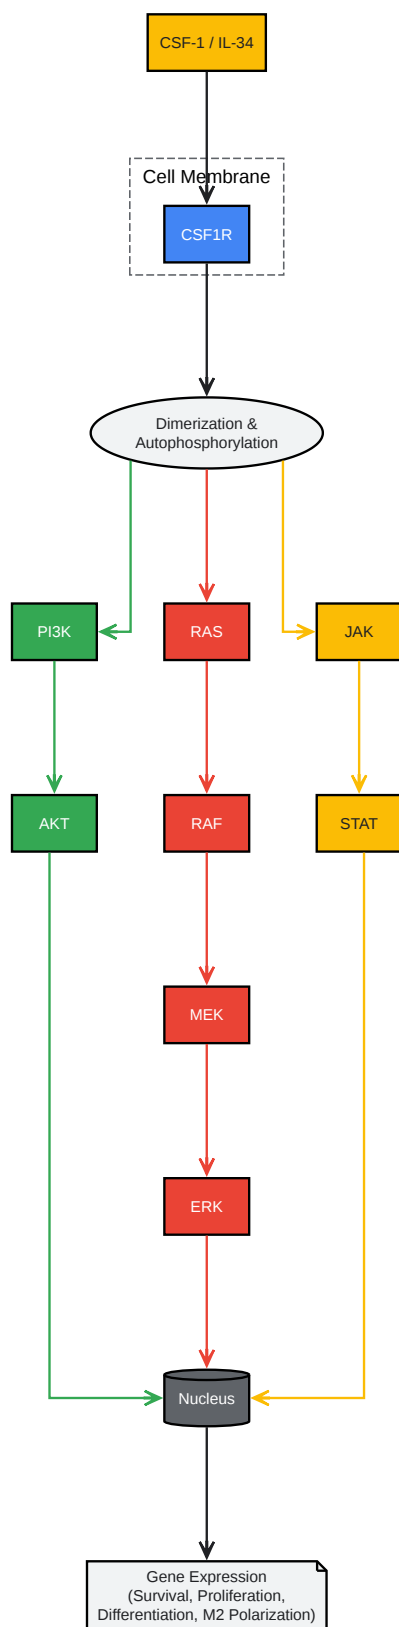 CSF-1 / IL-34
Cell Membrane
CSF1R
Dimerization &
Autophosphorylation
PI3K
RAS
JAK
AKT
RAF
STAT
MEK
ERK
Nucleus
Gene Expression
(Survival, Proliferation,
Differentiation, M2 Polarization)